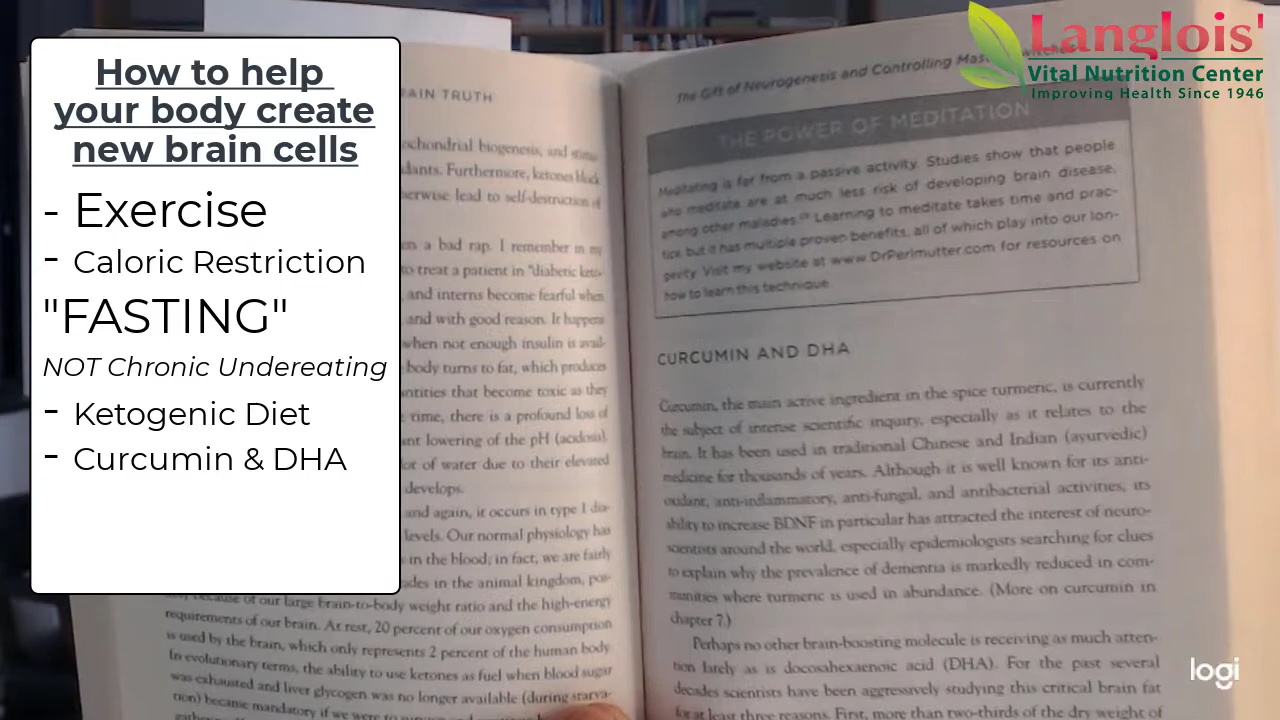 How to help
your body create
new brain cells
- Exercise
- Caloric Restriction
"FASTING"
NOT Chronic Undereating
- Ketogenic Diet
- Curcumin & DHA
Langlois'
Vital Nutrition Center
Improving Health Since 1946
RAIN TRUTH
ochondrial biogenesis, and stimu-
dants. Furthermore, ketones block
erwise lead to self-destruction of
en a bad rap. I remember in my
to treat a patient in "diabetic keto-
, and interns become fearful when
and with good reason. It happens
when not enough insulin is avail-
body turns to fat, which produces
ntities that become toxic as they
time, there is a profound loss of
nt lowering of the pH (acidosis).
lot of water due to their elevated
develops.
and again, it occurs in type I dia-
levels. Our normal physiology has
in the blood; in fact, we are fairly
ades in the animal kingdom, pos-
because of our large brain-to-body weight ratio and the high-energy
requirements of our brain. At rest, 20 percent of our oxygen consumption
is used by the brain, which only represents 2 percent of the human body.
In evolutionary terms, the ability to use ketones as fuel when blood sugar
was exhausted and liver glycogen was no longer available (during starva-
tion) became mandatory if we were to
The Gift of Neurogenesis and Controlling
THE POWER OF MEDITATION
Meditating is far from a passive activity. Studies show that people
who meditate are at much less risk of developing brain disease,
among other maladies. Learning to meditate takes time and prac-
tice, but it has multiple proven benefits, all of which play into our lon-
gevity. Visit my website at www.DrPerlmutter.com for resources on
how to learn this technique.
CURCUMIN AND DHA
Curcumin, the main active ingredient in the spice turmeric, is currently
the subject of intense scientific inquiry, especially as it relates to the
brain. It has been used in traditional Chinese and Indian (ayurvedic)
medicine for thousands of years. Although it is well known for its anti-
oxidant, anti-inflammatory, anti-fungal, and antibacterial activities, its
ability to increase BDNF in particular has attracted the interest of neuro-
scientists around the world, especially epidemiologists searching for clues
to explain why the prevalence of dementia is markedly reduced in com-
munities where turmeric is used in abundance. (More on curcumin in
chapter 7.)
Perhaps no other brain-boosting molecule is receiving as much atten-
tion lately as is docosahexaenoic acid (DHA). For the past several
decades scientists have been aggressively studying this critical brain fat
for at least three reasons. First, more than two-thirds of the dry weight of
logi